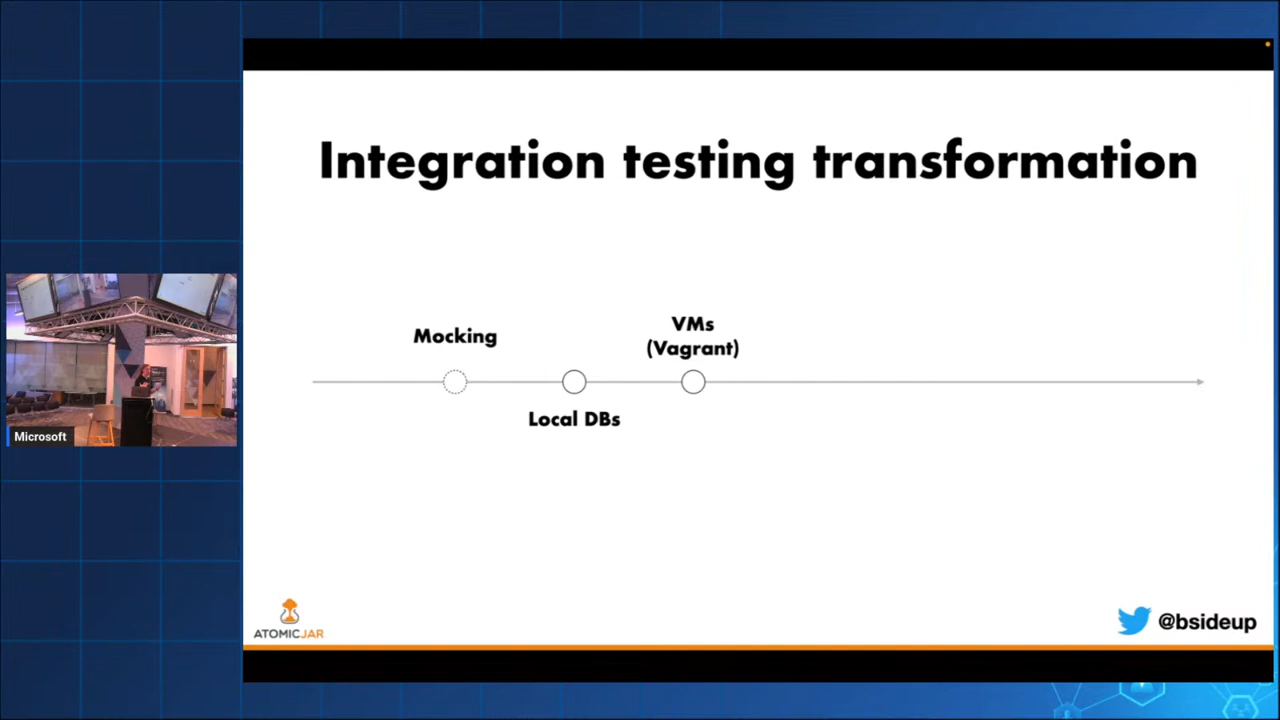 Integration testing transformation
Mocking
VMs
(Vagrant)
Local DBs
Microsoft
ATOMICJAR
@bsideup